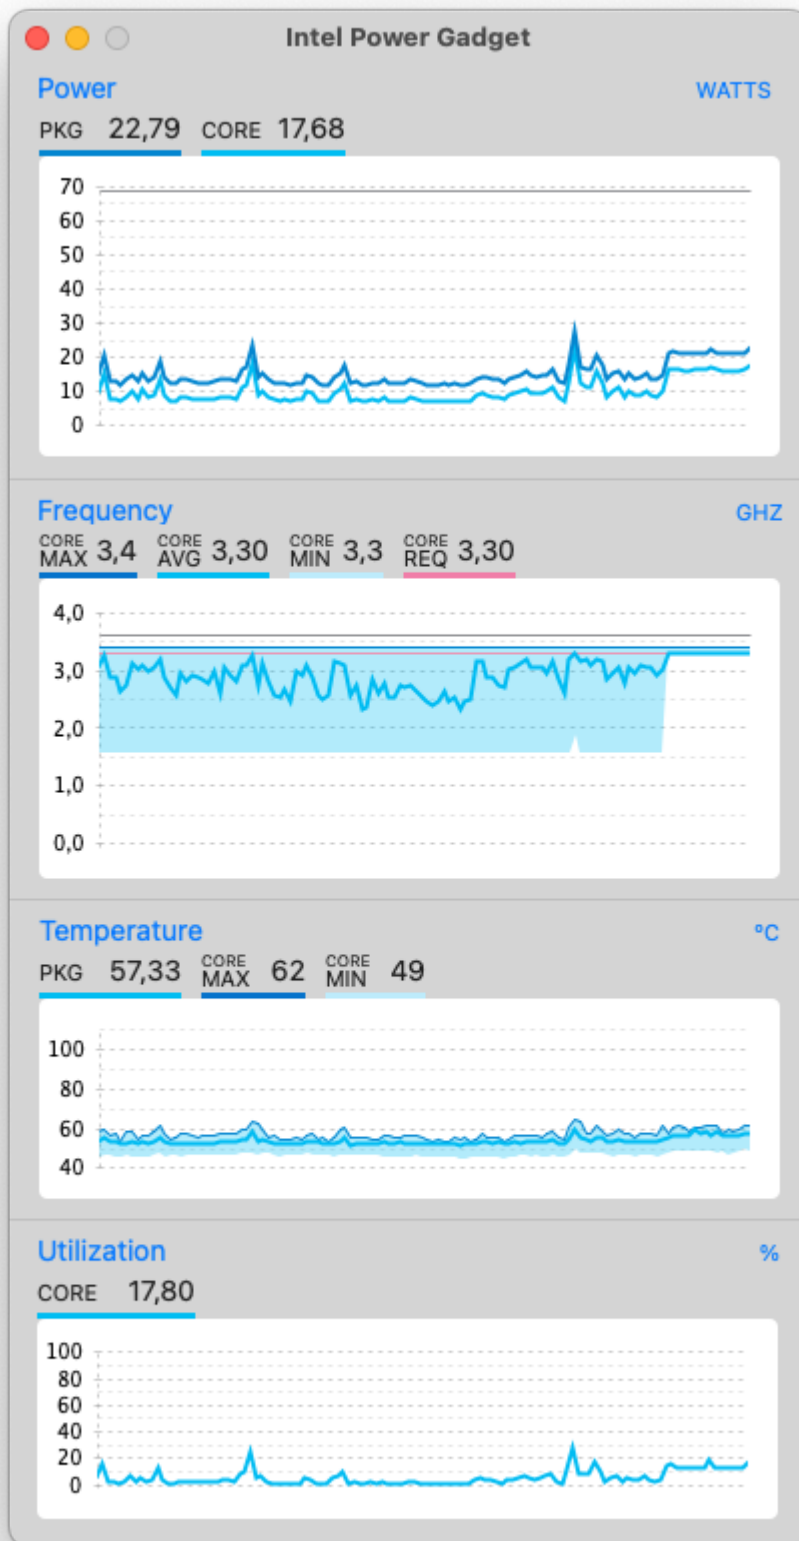 Intel Power Gadget
Power WATTS
PKG 22,79 CORE 17,68
70
60
50
40
30
20
10
0
Frequency GHZ
CORE MAX 3,4 CORE AVG 3,30 CORE MIN 3,3 CORE REQ 3,30
4,0
3,0
2,0
1,0
0,0
Temperature ºC
PKG 57,33 CORE MAX 62 CORE MIN 49
100
80
60
40
Utilization %
CORE 17,80
100
80
60
40
20
0